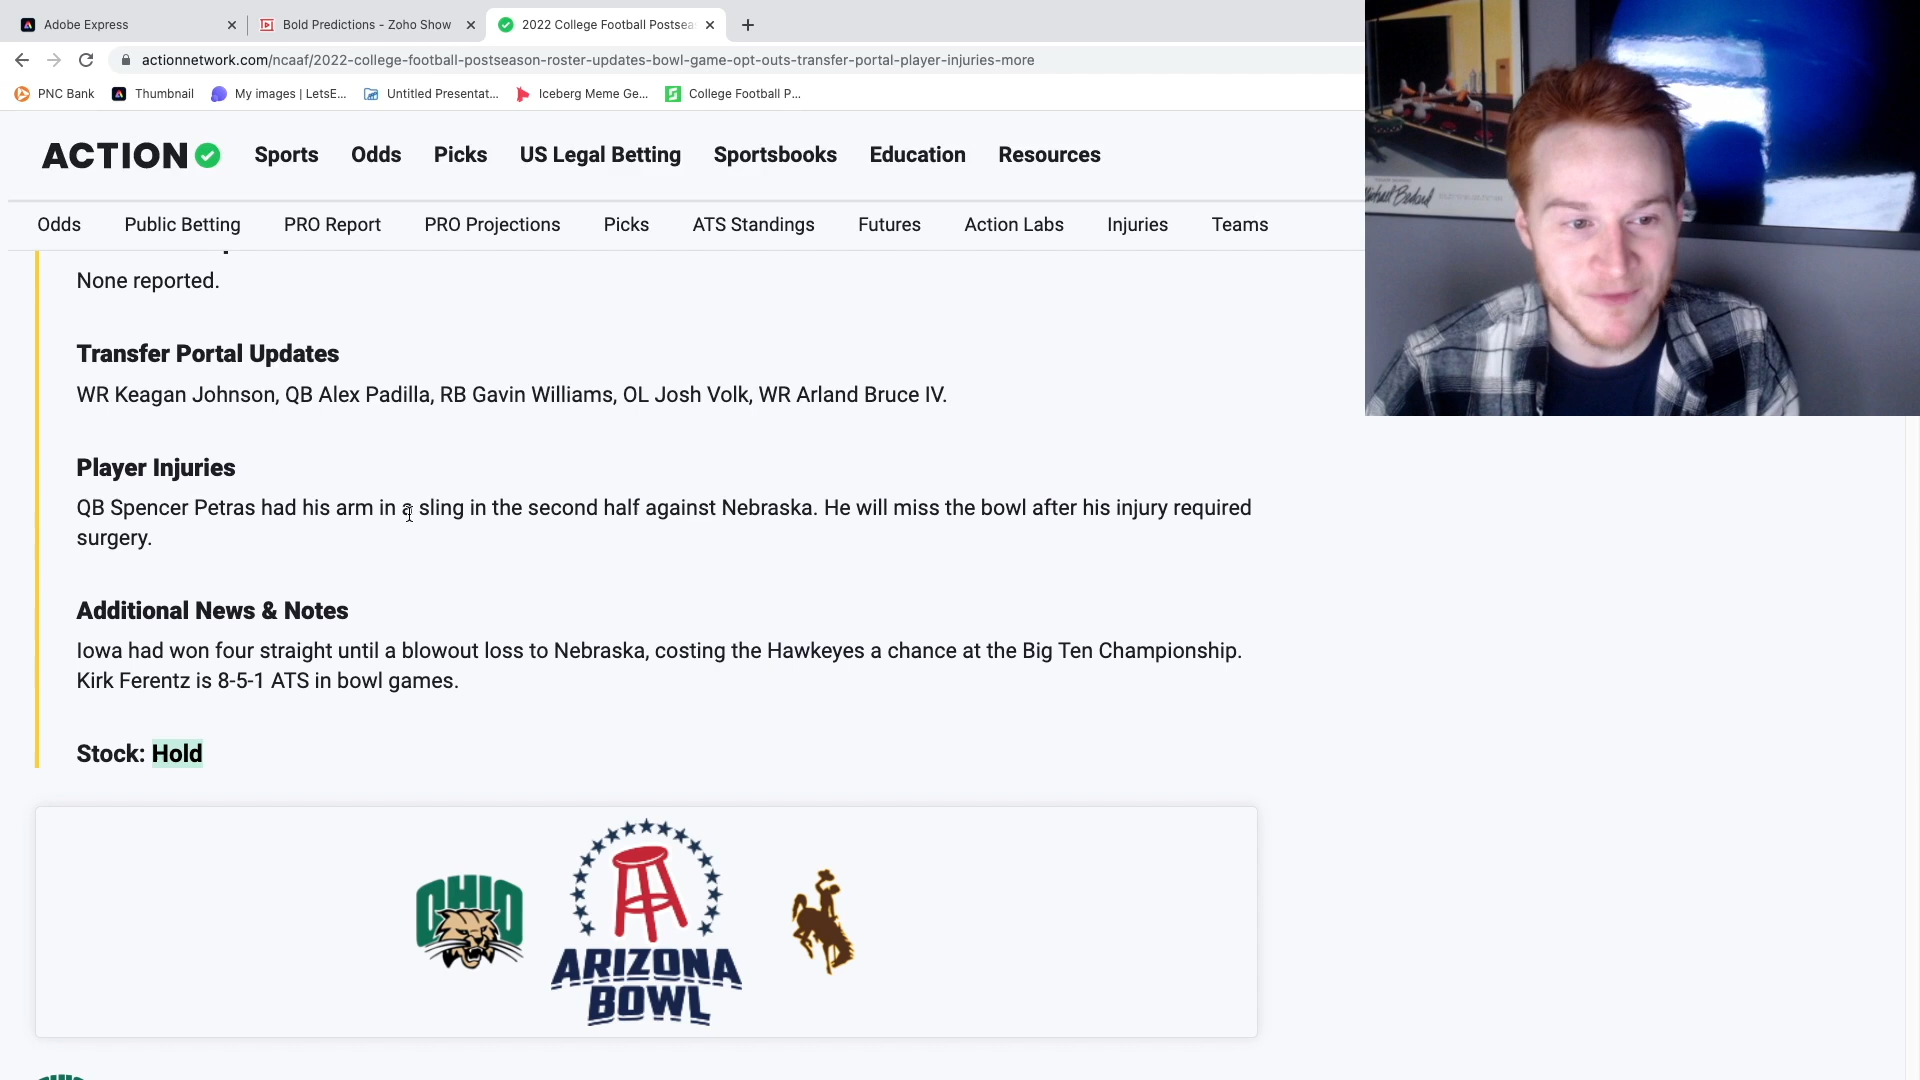 Adobe Express
Bold Predictions - Zoho Show
2022 College Football Postsea
actionnetwork.com/ncaaf/2022-college-football-postseason-roster-updates-bowl-game-opt-outs-transfer-portal-player-injuries-more
PNC Bank
Thumbnail
My images | LetsE...
Untitled Presentat...
Iceberg Meme Ge...
College Football P...
ACTION
Sports
Odds
Picks
US Legal Betting
Sportsbooks
Education
Resources
Odds
Public Betting
PRO Report
PRO Projections
Picks
ATS Standings
Futures
Action Labs
Injuries
Teams
None reported.
Transfer Portal Updates
WR Keagan Johnson, QB Alex Padilla, RB Gavin Williams, OL Josh Volk, WR Arland Bruce IV.
Player Injuries
QB Spencer Petras had his arm in a sling in the second half against Nebraska. He will miss the bowl after his injury required
surgery.
Additional News & Notes
Iowa had won four straight until a blowout loss to Nebraska, costing the Hawkeyes a chance at the Big Ten Championship.
Kirk Ferentz is 8-5-1 ATS in bowl games.
Stock: Hold
OHIO
ARIZONA
BOWL